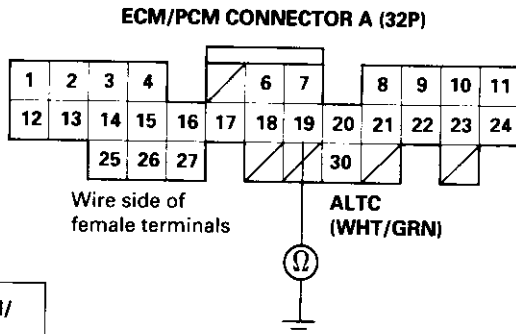 ECM/PCM CONNECTOR A (32P)
1 2 3 4 6 7 8 9 10 11
12 13 14 15 16 17 18 19 20 21 22 23 24
25 26 27 30
Wire side of
female terminals
ALTC
(WHT/GRN)
Ω